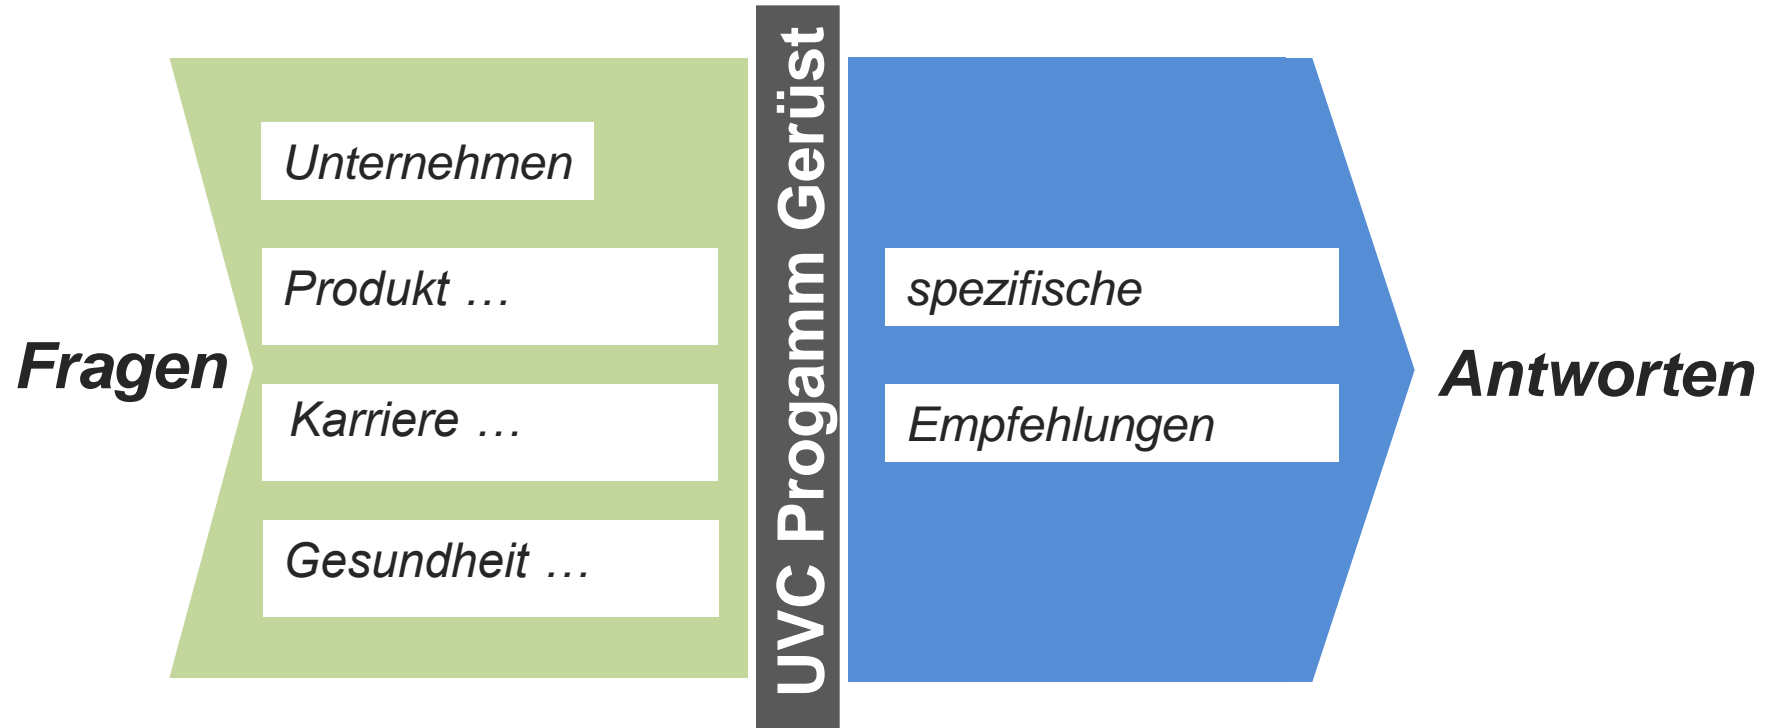 Fragen
Unternehmen
Produkt …
Karriere …
Gesundheit …
UVC Progamm Gerüst
spezifische
Empfehlungen
Antworten